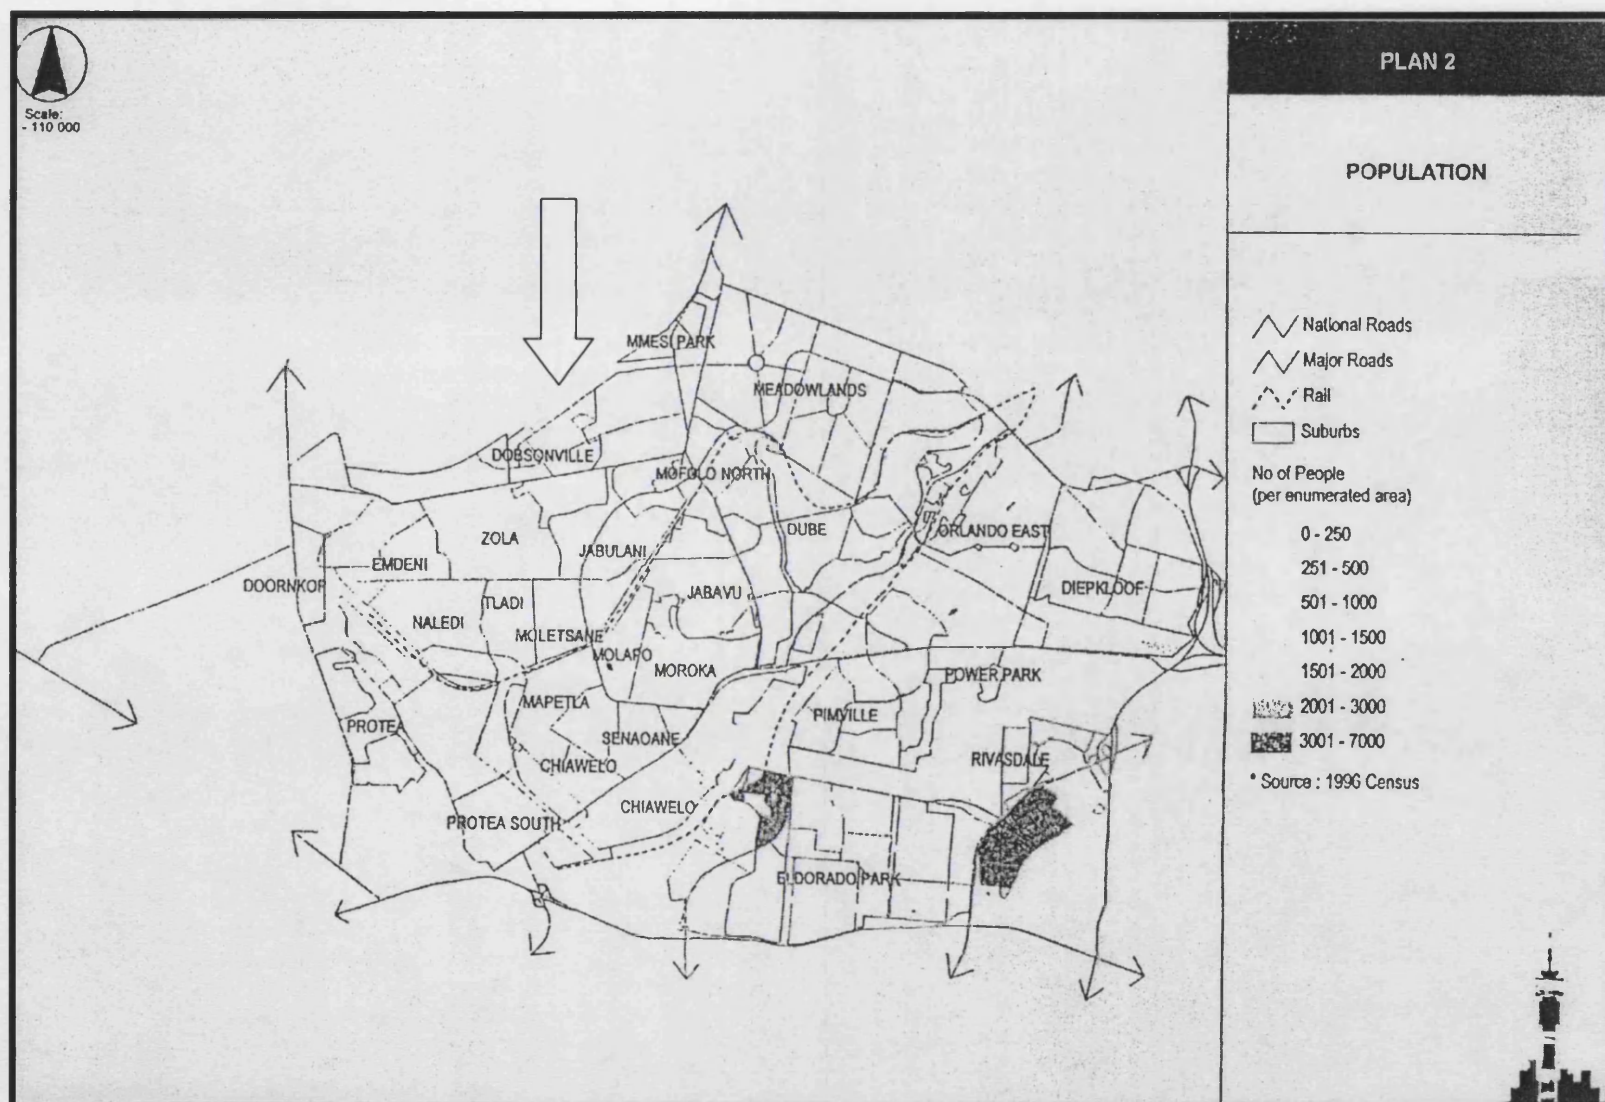 Scale:
- 110 000
PLAN 2
POPULATION
National Roads
Major Roads
Rail
Suburbs
No of People
(per enumerated area)
0 - 250
251 - 500
501 - 1000
1001 - 1500
1501 - 2000
2001 - 3000
3001 - 7000
* Source : 1996 Census
MMESI PARK
MEADOWLANDS
DOBSONVILLE
MOFOLO NORTH
ZOLA
DUBE
ORLANDO EAST
JABULANI
EMDENI
DOORNKOP
DIEPKLOOF
JABAVU
TLADI
NALEDI
MOLETSANE
MOLAPO
MOROKA
POWER PARK
MAPETLA
PIMVILLE
PROTEA
SENAOANE
RIVASDALE
CHIAWELO
CHIAWELO
PROTEA SOUTH
ELDORADO PARK